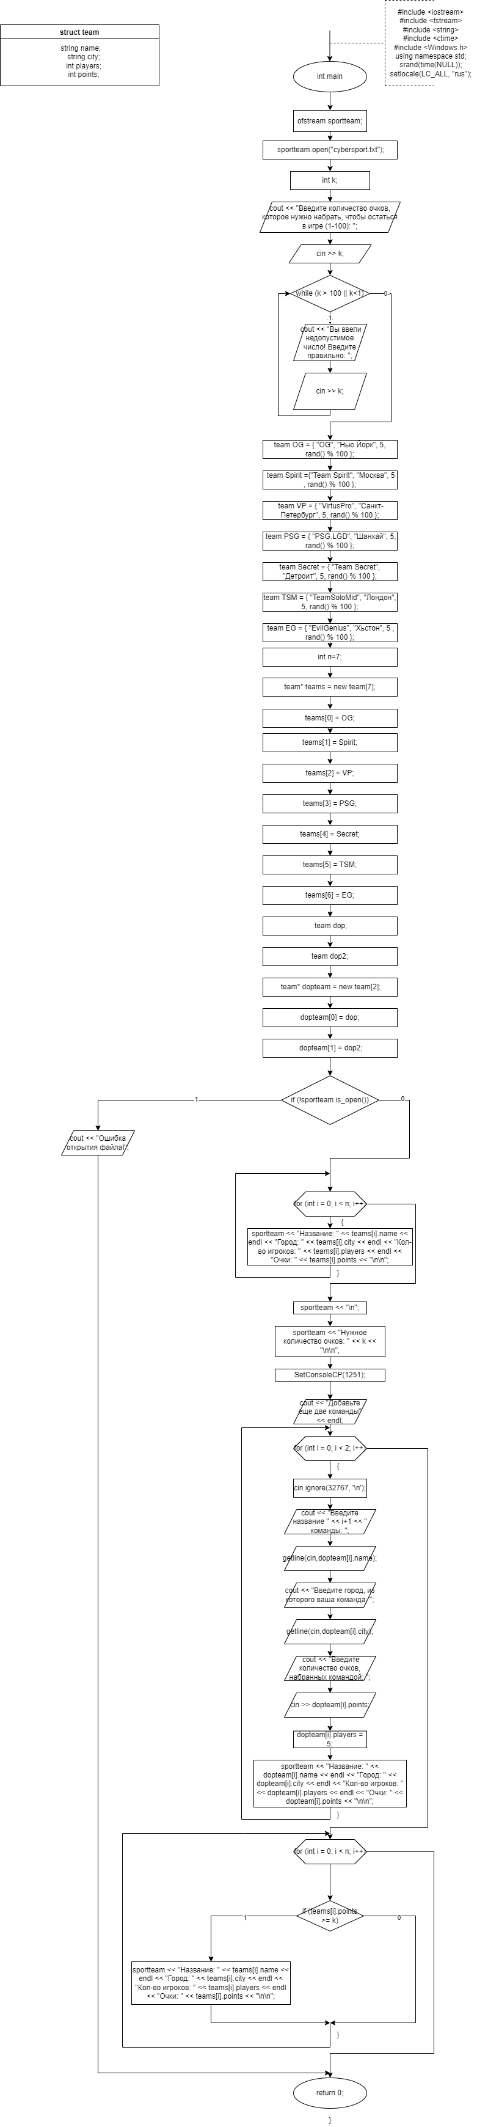 struct team
string name;
string city;
int players;
int points;
#include <iostream>
#include <fstream>
#include <string>
#include <ctime>
#include <Windows.h>
using namespace std;
srand(time(NULL));
setlocale(LC_ALL, "rus");
int main
ofstream sportteam;
sportteam.open("cybersport.txt");
int k;
cout << "Введите количество очков,
которое нужно набрать, чтобы остаться
в игре (1-100): ";
cin >> k;
while (k > 100 || k<1)
0
1
cout << "Вы ввели
недопустимое
число! Введите
правильно: ";
cin >> k;
team OG = { "OG", "Нью Йорк", 5,
rand() % 100 };
team Spirit ={"Team Spirit", "Москва", 5
, rand() % 100 };
team VP = { "VirtusPro", "Санкт-
Петербург", 5, rand() % 100 };
team PSG = { "PSG.LGD", "Шанхай", 5,
rand() % 100 };
team Secret = { "Team Secret",
"Детроит", 5, rand() % 100 };
team TSM = { "TeamSoloMid", "Лондон",
5, rand() % 100 };
team EG = { "EvilGenius", "Хьстон", 5 ,
rand() % 100 };
int n=7;
team* teams = new team[7];
teams[0] = OG;
teams[1] = Spirit;
teams[2] = VP;
teams[3] = PSG;
teams[4] = Secret;
teams[5] = TSM;
teams[6] = EG;
team dop;
team dop2;
team* dopteam = new team[2];
dopteam[0] = dop;
dopteam[1] = dop2;
if (!sportteam.is_open())
1
0
cout << "Ошибка
открытия файла!";
for (int i = 0; i < n; i++
{
sportteam << "Название: " << teams[i].name <<
endl << "Город: " << teams[i].city << endl << "Кол-
во игроков: " << teams[i].players << endl <<
"Очки: " << teams[i].points << "\n\n";
}
sportteam << "\n";
sportteam << "Нужное
количество очков: " << k <<
"\n\n";
SetConsoleCP(1251);
cout << "Добавьте
еще две команды"
<< endl;
for (int i = 0; i < 2; i++
{
cin.ignore(32767, '\n');
cout << "Введите
название " << i+1 << "
команды: ";
getline(cin,dopteam[i].name);
cout << "Введите город, из
которого ваша команда: ";
getline(cin,dopteam[i].city);
cout << "Введите
количество очков,
набранных командой: ";
cin >> dopteam[i].points;
dopteam[i].players =
5;
sportteam << "Название: " <<
dopteam[i].name << endl << "Город: " <<
dopteam[i].city << endl << "Кол-во игроков: "
<< dopteam[i].players << endl << "Очки: " <<
dopteam[i].points << "\n\n";
}
for (int i = 0; i < n; i++
if (teams[i].points
>= k)
1
0
sportteam << "Название: " << teams[i].name <<
endl << "Город: " << teams[i].city << endl <<
"Кол-во игроков: " << teams[i].players << endl
<< "Очки: " << teams[i].points << "\n\n";
}
return 0;
}